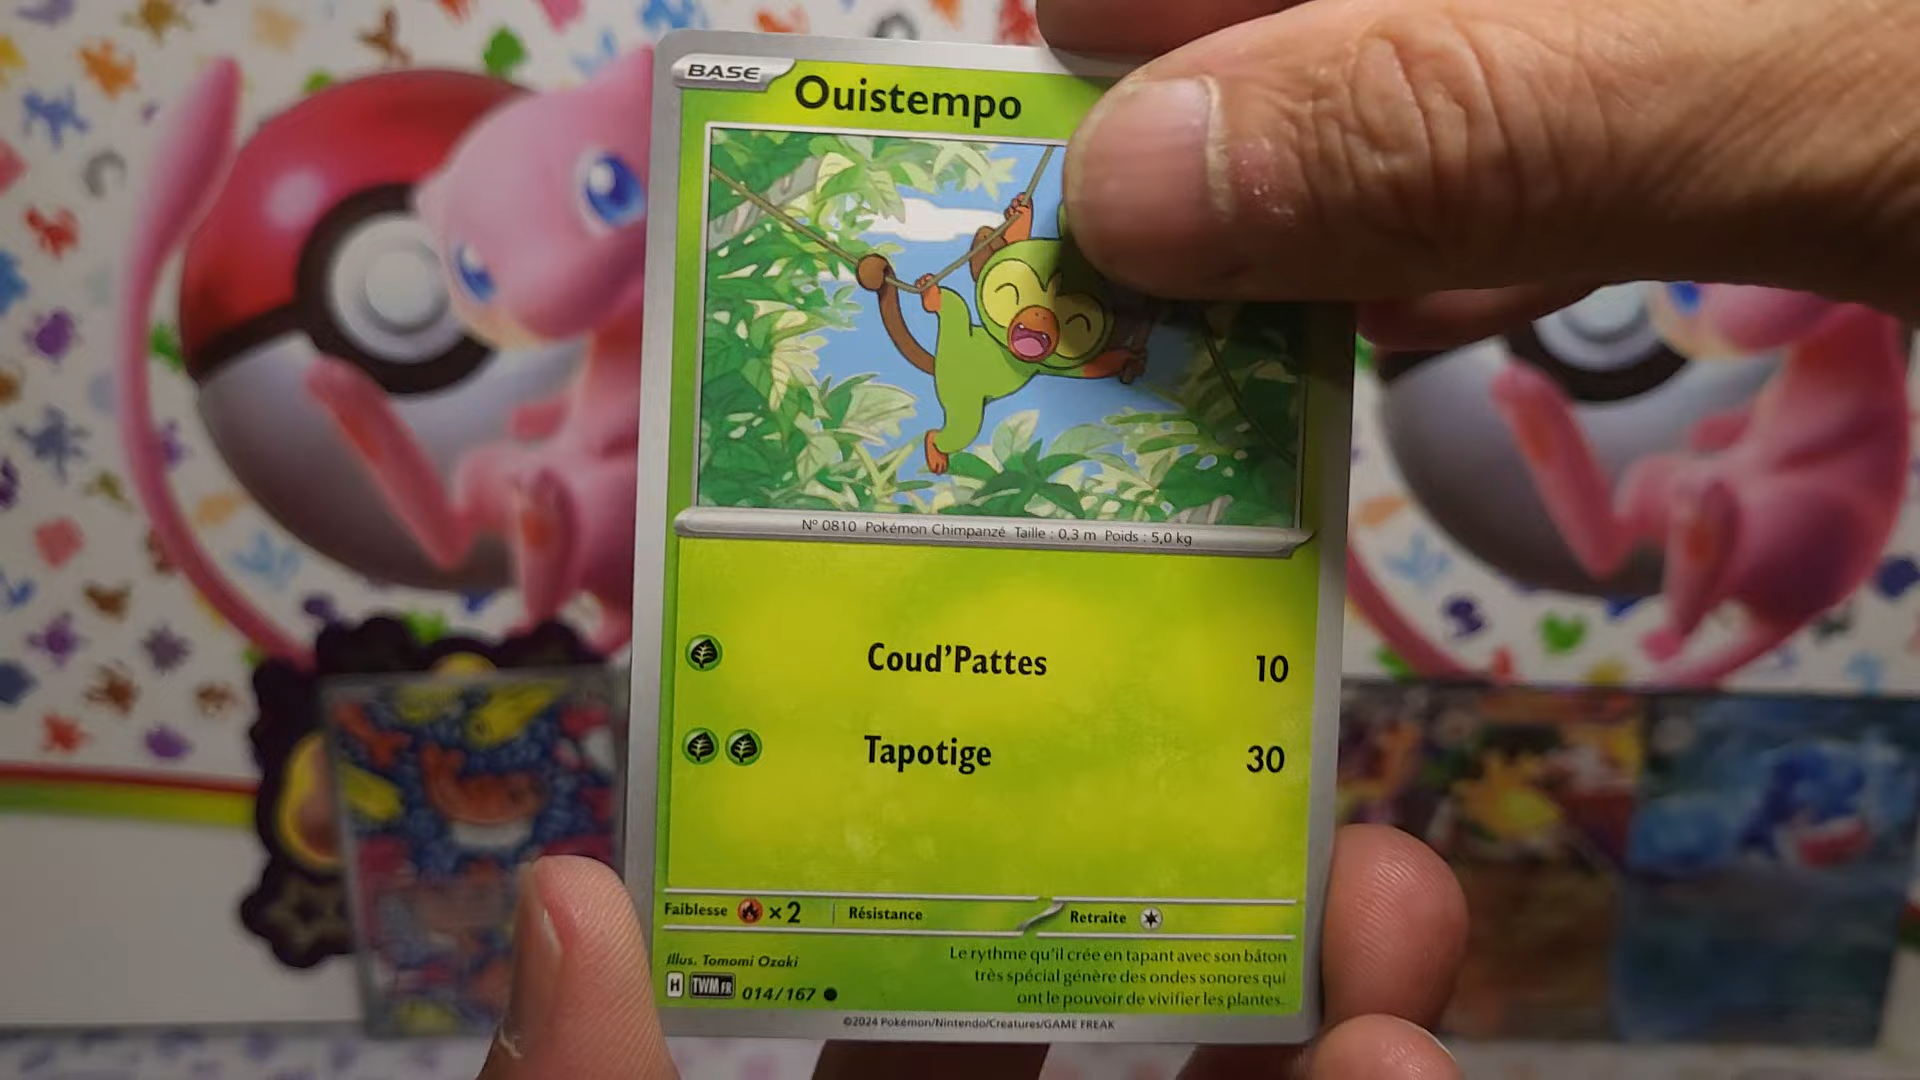 BASE
Ouistempo
N° 0810 Pokémon Chimpanzé Taille : 0,3 m Poids : 5,0 kg
Coud'Pattes 10
Tapotige 30
Faiblesse ×2 Résistance Retraite
Illus. Tomomi Ozaki
Le rythme qu'il crée en tapant avec son bâton
très spécial génère des ondes sonores qui
ont le pouvoir de vivifier les plantes.
H TWM FR 014/167
©2024 Pokémon/Nintendo/Creatures/GAME FREAK